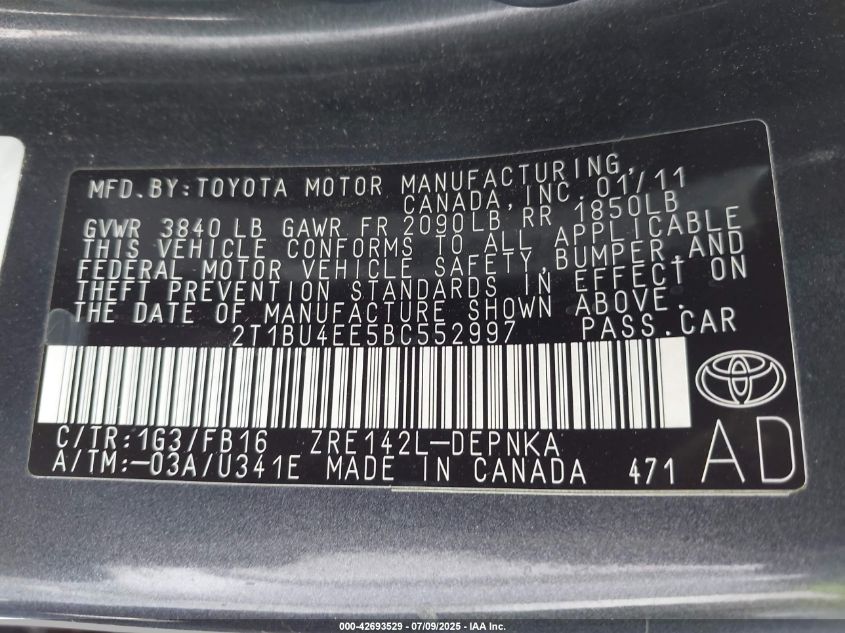 MFD.BY:TOYOTA MOTOR MANUFACTURING,
CANADA, INC. 01/11
GVWR 3840 LB GAWR FR 2090LB RR 1850LB
THIS VEHICLE CONFORMS TO ALL APPLICABLE
FEDERAL MOTOR VEHICLE SAFETY, BUMPER, AND
THEFT PREVENTION STANDARDS IN EFFECT ON
THE DATE OF MANUFACTURE SHOWN ABOVE.
2T1BU4EE5BC552997 PASS.CAR
C/TR:1G3/FB16 ZRE142L-DEPNKA
A/TM:-03A/U341E MADE IN CANADA 471
AD
000-42693529 - 07/09/2025 - IAA Inc.